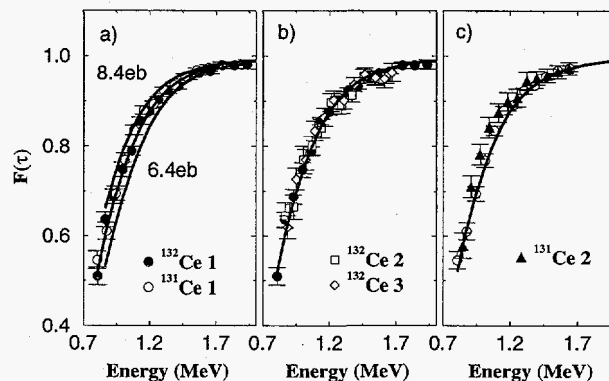 a)
b)
c)
1.0
0.8
0.6
0.4
F(τ)
8.4eb
6.4eb
¹³²Ce 1
¹³¹Ce 1
¹³²Ce 2
¹³²Ce 3
¹³¹Ce 2
0.7 1.2 1.7 0.7 1.2 1.7 0.7 1.2 1.7
Energy (MeV) Energy (MeV) Energy (MeV)